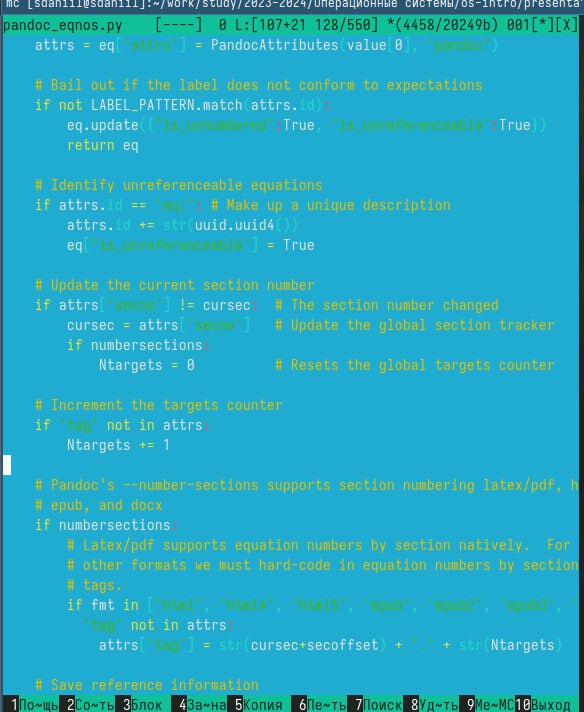 mc [sdaniil@sdaniil]:~/work/study/2023-2024/Операционные системы/os-intro/presenta
pandoc_eqnos.py    [----]  0 L:[107+21 128/550] *(4458/20249b) 001[*][X]
attrs = eq['attrs'] = PandocAttributes(value[0], 'pandoc')
# Bail out if the label does not conform to expectations
if not LABEL_PATTERN.match(attrs.id):
eq.update({'is_unnumbered':True, 'is_unreferenceable':True})
return eq
# Identify unreferenceable equations
if attrs.id == 'eq:': # Make up a unique description
attrs.id += str(uuid.uuid4())
eq['is_unreferenceable'] = True
# Update the current section number
if attrs['secno'] != cursec:  # The section number changed
cursec = attrs['secno']   # Update the global section tracker
if numbersections:
Ntargets = 0          # Resets the global targets counter
# Increment the targets counter
if 'tag' not in attrs:
Ntargets += 1
# Pandoc's --number-sections supports section numbering latex/pdf, h
# epub, and docx
if numbersections:
# Latex/pdf supports equation numbers by section natively.  For
# other formats we must hard-code in equation numbers by section
# tags.
if fmt in ['html', 'html4', 'html5', 'epub', 'epub2', 'epub3', '
'tag' not in attrs:
attrs['tag'] = str(cursec+secoffset) + '.' + str(Ntargets)
# Save reference information
1По~щь 2Со~ть 3Блок 4За~на 5Копия 6Пе~ть 7Поиск 8Уд~ть 9Ме~МС 10Выход